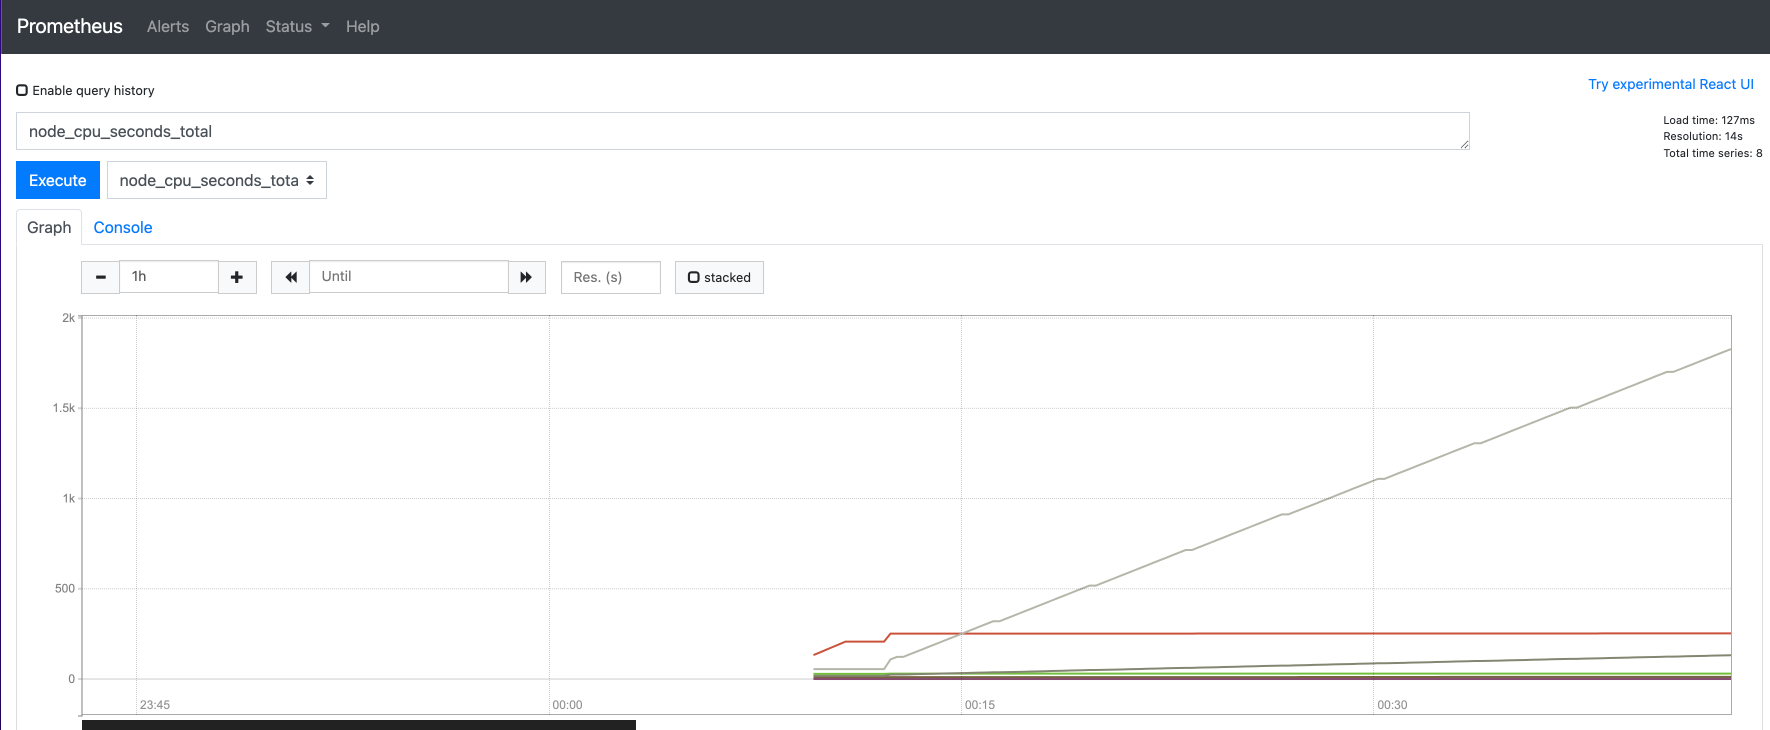 Prometheus Alerts Graph Status Help
Enable query history
Try experimental React UI
node_cpu_seconds_total
Load time: 127ms
Resolution: 14s
Total time series: 8
Execute node_cpu_seconds_tota
Graph Console
1h Until Res. (s) stacked
2k
1.5k
1k
500
0
23:45 00:00 00:15 00:30